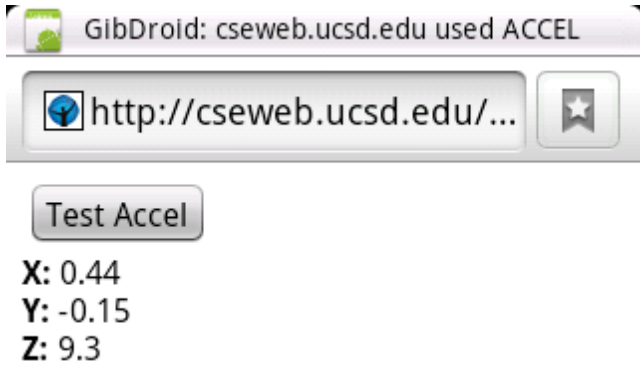 GibDroid: cseweb.ucsd.edu used ACCEL
http://cseweb.ucsd.edu/...
Test Accel
X: 0.44
Y: -0.15
Z: 9.3